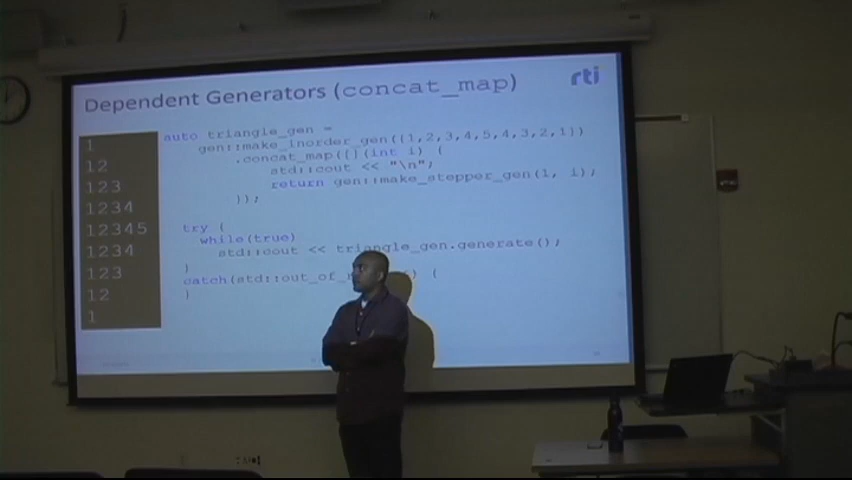 Dependent Generators (concat_map)
rti
1
12
123
1234
12345
1234
123
12
1
auto triangle_gen =
gen::make_inorder_gen({1,2,3,4,5,4,3,2,1})
.concat_map([](int i) {
std::cout << "\n";
return gen::make_stepper_gen(1, i);
});
try {
while(true)
std::cout << triangle_gen.generate();
}
catch(std::out_of_
) {
}